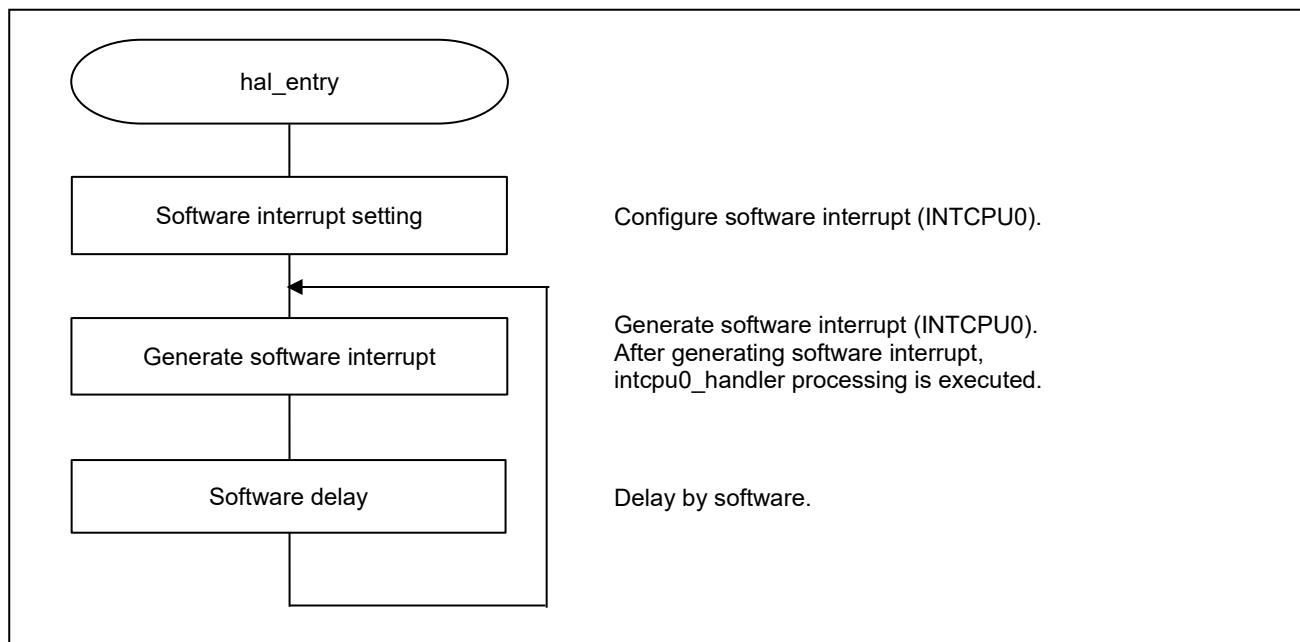 hal_entry
Software interrupt setting
Configure software interrupt (INTCPU0).
Generate software interrupt
Generate software interrupt (INTCPU0).
After generating software interrupt,
intcpu0_handler processing is executed.
Software delay
Delay by software.